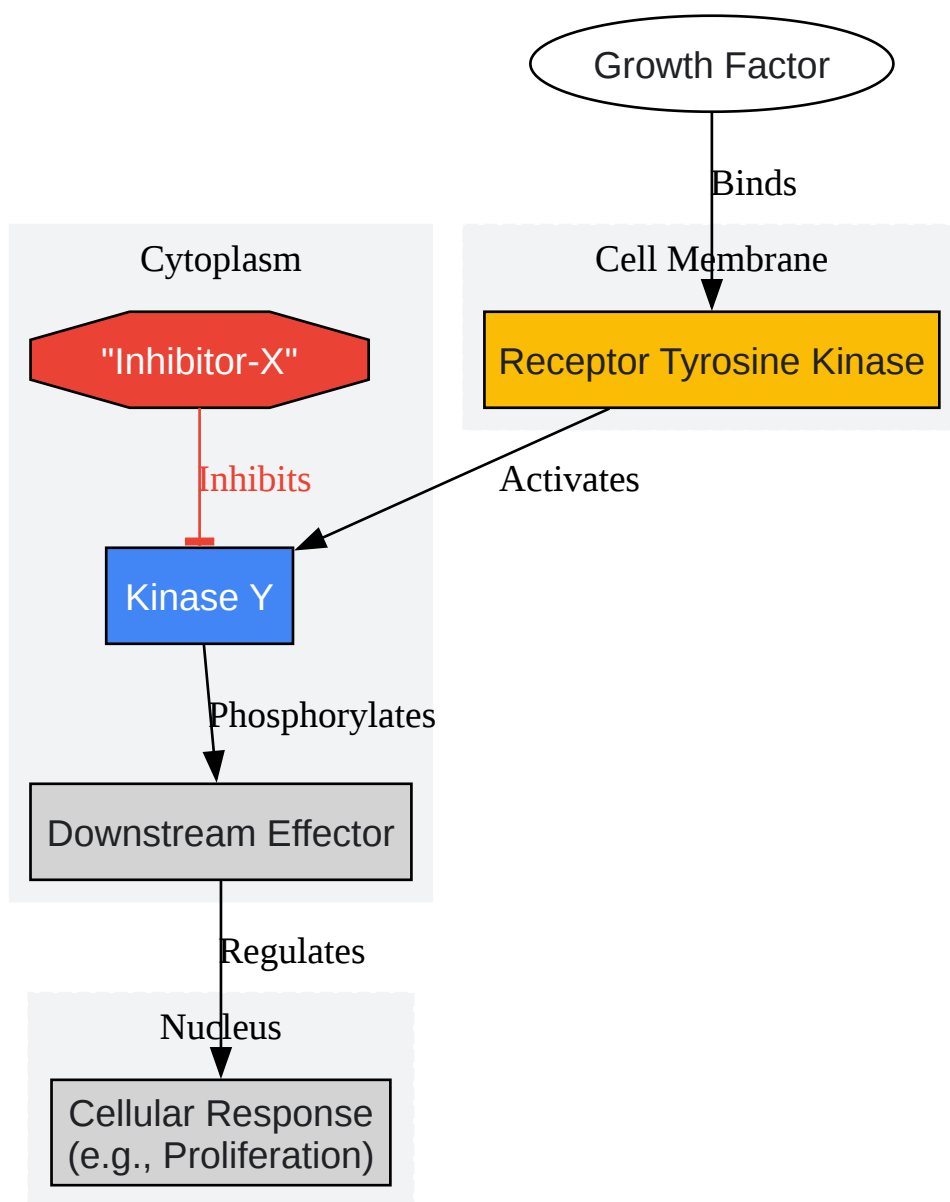 Growth Factor
Binds
Cytoplasm
Cell Membrane
"Inhibitor-X"
Receptor Tyrosine Kinase
Inhibits
Activates
Kinase Y
Phosphorylates
Downstream Effector
Regulates
Nucleus
Cellular Response
(e.g., Proliferation)